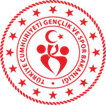 TÜRKİYE CUMHURİYETİ GENÇLİK VE SPOR BAKANLIĞI